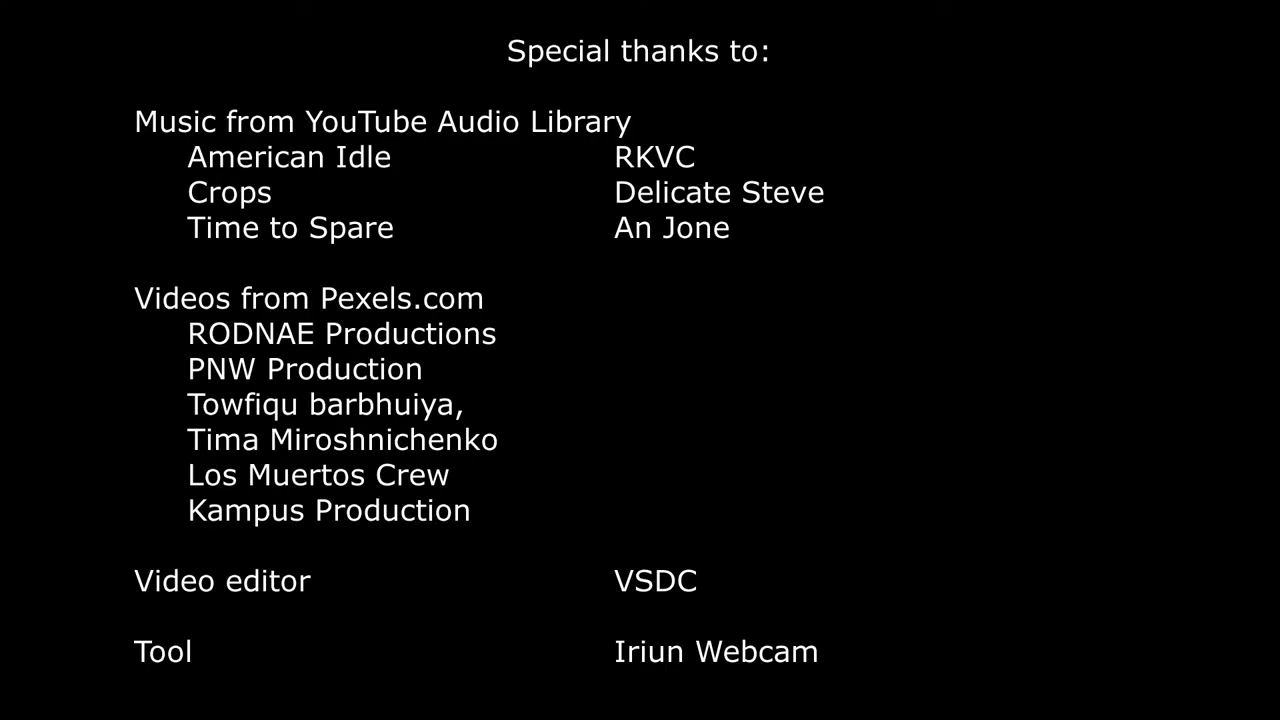 Special thanks to:
Music from YouTube Audio Library
American Idle RKVC
Crops Delicate Steve
Time to Spare An Jone
Videos from Pexels.com
RODNAE Productions
PNW Production
Towfiqu barbhuiya,
Tima Miroshnichenko
Los Muertos Crew
Kampus Production
Video editor VSDC
Tool Iriun Webcam